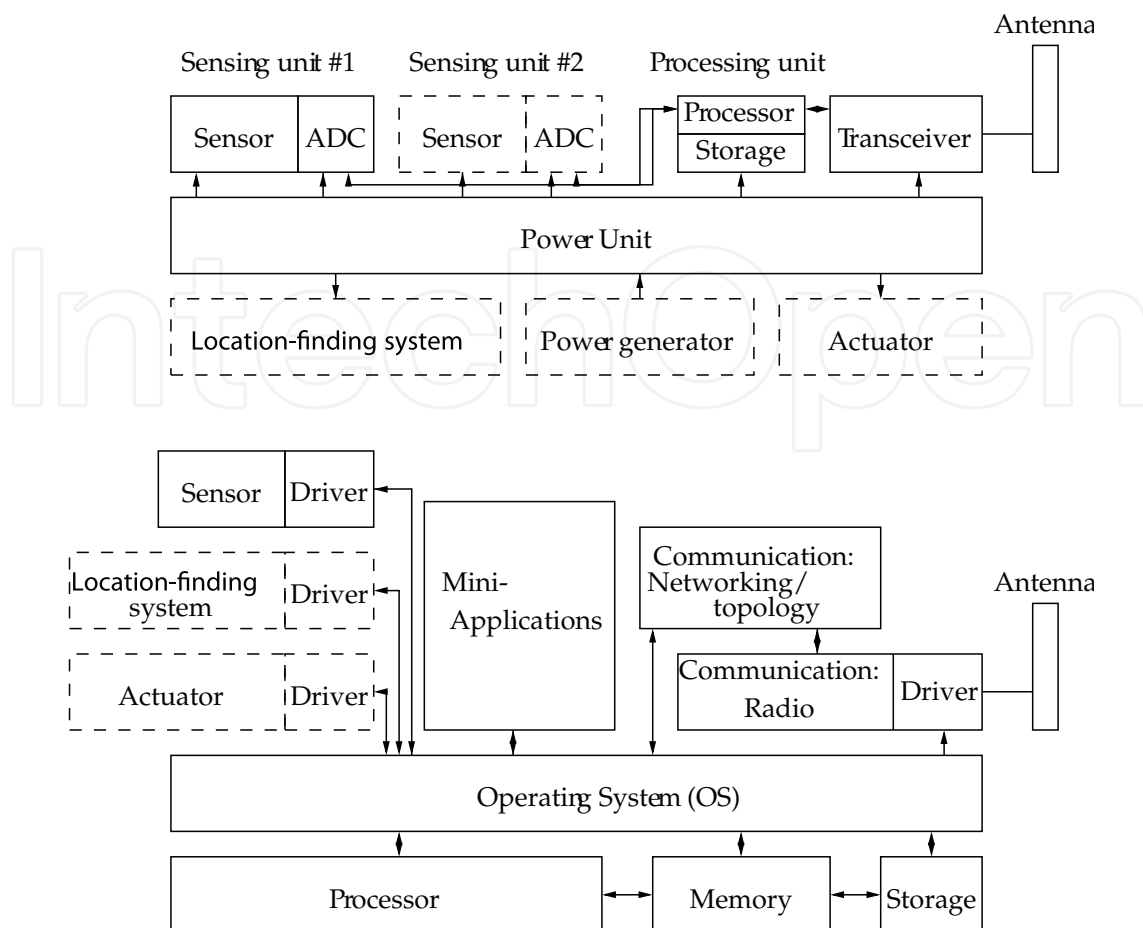 Antenna
Sensing unit #1
Sensing unit #2
Processing unit
Sensor
ADC
Sensor
ADC
Processor
Storage
Transceiver
Power Unit
Location-finding system
Power generator
Actuator
IntechOpen
Sensor
Driver
Location-finding
system
Driver
Actuator
Driver
Mini-
Applications
Communication:
Networking/
topology
Communication:
Radio
Driver
Antenna
Operating System (OS)
Processor
Memory
Storage